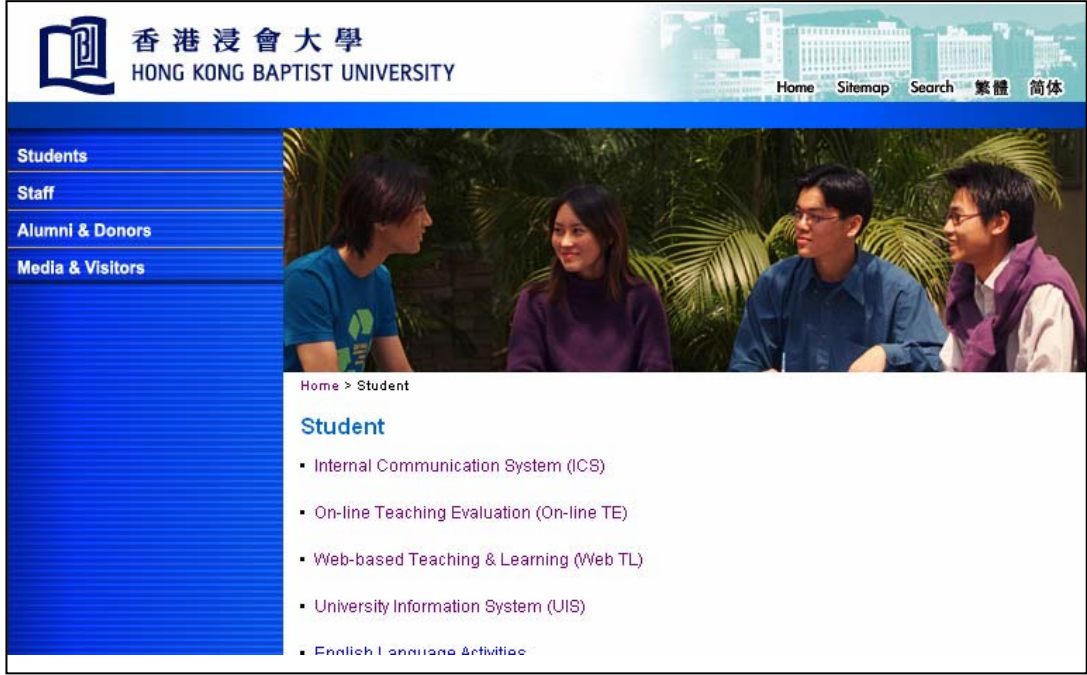 香港浸會大學
HONG KONG BAPTIST UNIVERSITY
Home Sitemap Search 繁體 简体
Students
Staff
Alumni & Donors
Media & Visitors
Home > Student
Student
▪ Internal Communication System (ICS)
▪ On-line Teaching Evaluation (On-line TE)
▪ Web-based Teaching & Learning (Web TL)
▪ University Information System (UIS)
▪ English Language Activities